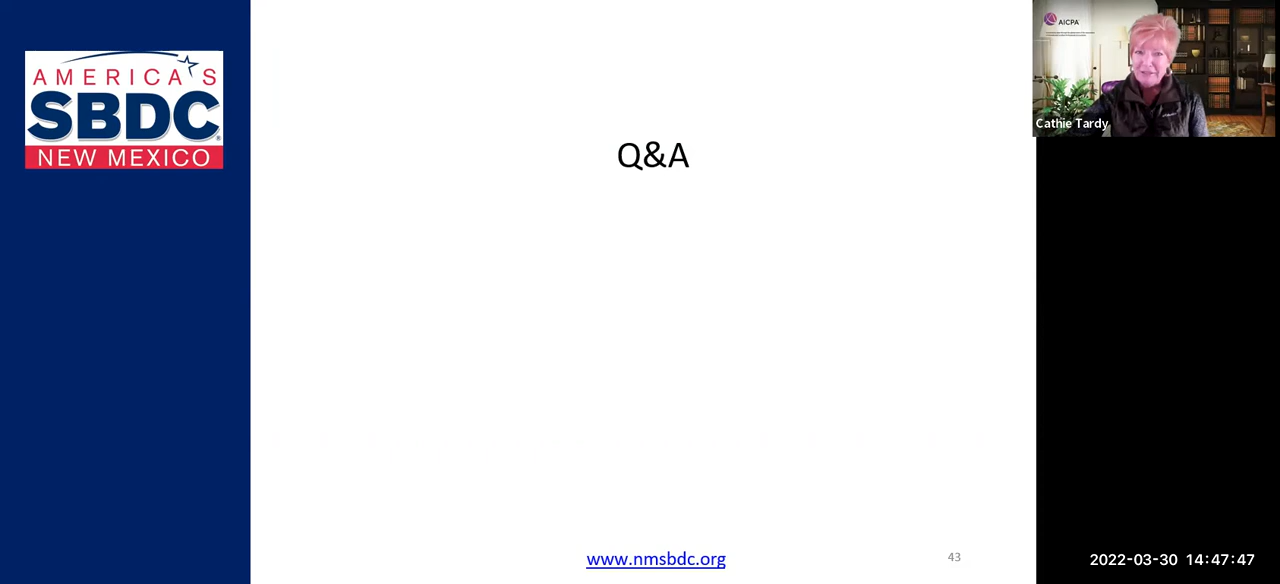 AMERICA'S
SBDC
NEW MEXICO
Q&A
www.nmsbdc.org
43
AICPA
Cathie Tardy
2022-03-30 14:47:47